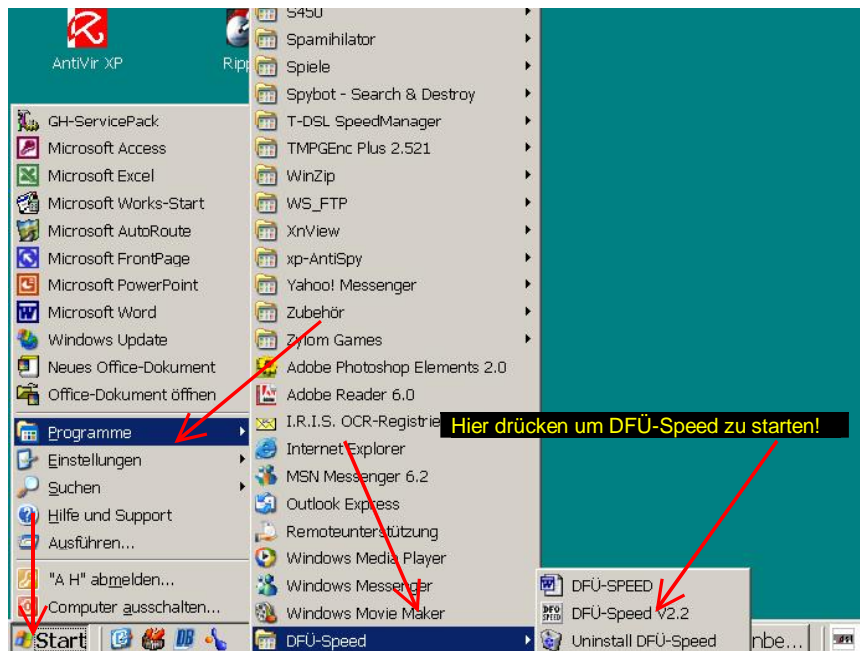 AntiVir XP
GH-ServicePack
Microsoft Access
Microsoft Excel
Microsoft Works-Start
Microsoft AutoRoute
Microsoft FrontPage
Microsoft PowerPoint
Microsoft Word
Windows Update
Neues Office-Dokument
Office-Dokument öffnen
Programme
Einstellungen
Suchen
Hilfe und Support
Ausführen...
"A H" abmelden...
Computer ausschalten...
Start
S450
Spamihilator
Spiele
Spybot - Search & Destroy
T-DSL SpeedManager
TMPGEnc Plus 2.521
WinZip
WS_FTP
XnView
xp-AntiSpy
Yahoo! Messenger
Zubehör
Zylom Games
Adobe Photoshop Elements 2.0
Adobe Reader 6.0
I.R.I.S. OCR-Registrie
Internet Explorer
MSN Messenger 6.2
Outlook Express
Remoteunterstützung
Windows Media Player
Windows Messenger
Windows Movie Maker
DFÜ-Speed
Hier drücken um DFÜ-Speed zu starten!
DFÜ-SPEED
DFÜ-Speed V2.2
Uninstall DFÜ-Speed
nbe...